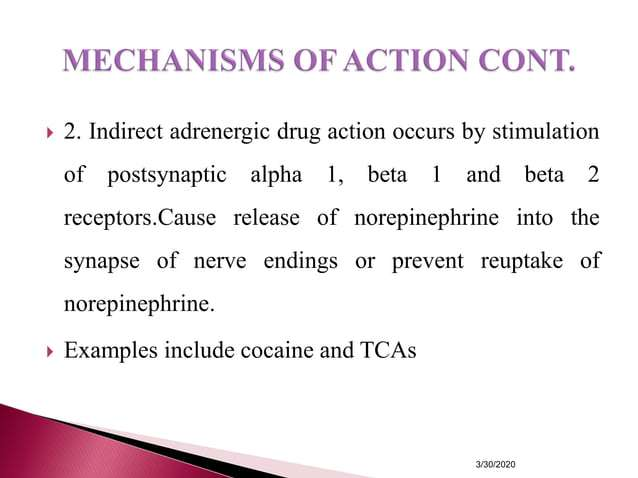 MECHANISMS OF ACTION CONT.
2. Indirect adrenergic drug action occurs by stimulation
of postsynaptic alpha 1, beta 1 and beta 2
receptors.Cause release of norepinephrine into the
synapse of nerve endings or prevent reuptake of
norepinephrine.
Examples include cocaine and TCAs
3/30/2020